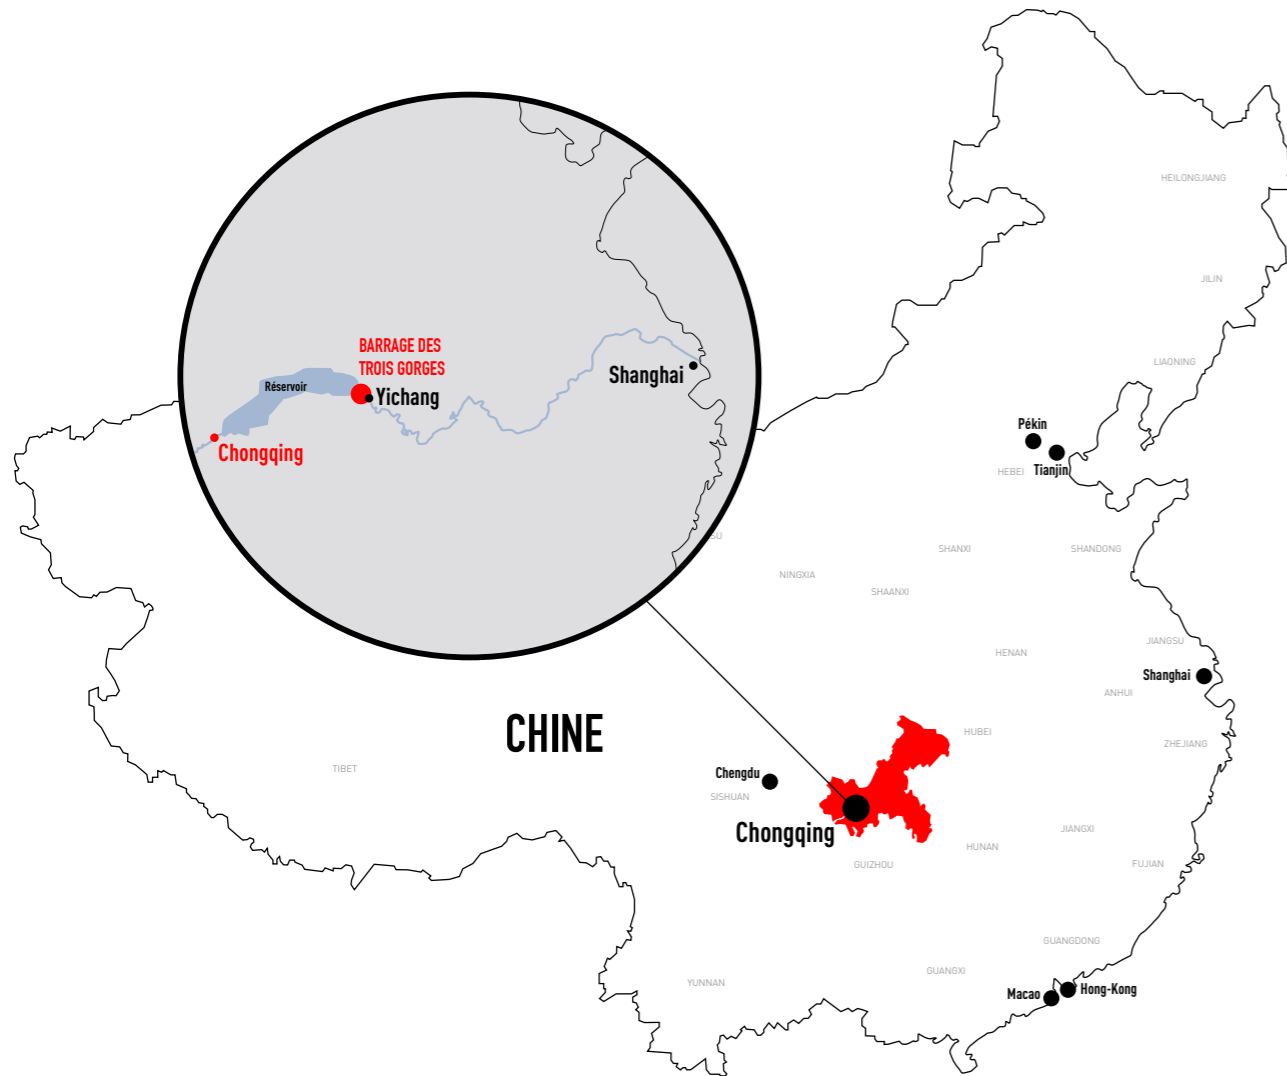 HEILONGJIANG
JILIN
BARRAGE DES
TROIS GORGES
LIAONING
Shanghai
Réservoir
Yichang
Pékin
Chongqing
Tianjin
HEBEI
SU
SHANXI
SHANDONG
NINGXIA
SHAANXI
JIANGSU
HENAN
Shanghai
ANHUI
CHINE
HUBEI
ZHEJIANG
TIBET
Chengdu
SISHUAN
Chongqing
JIANGXI
HUNAN
GUIZHOU
FUJIAN
GUANGDONG
GUANGXI
YUNNAN
Hong-Kong
Macao